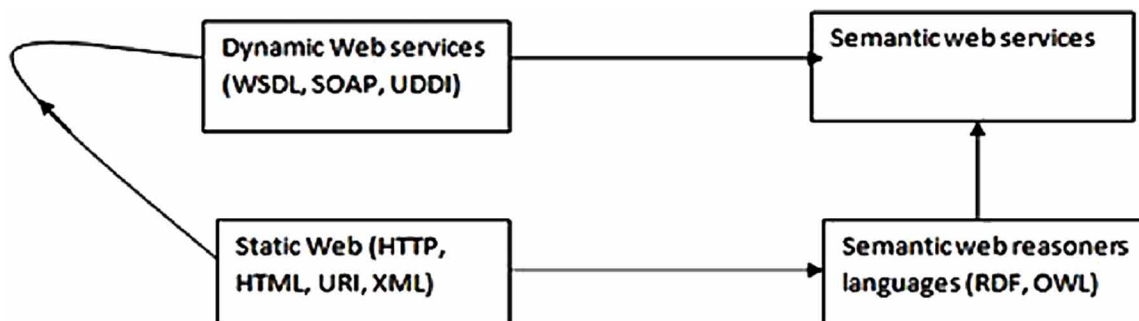 Dynamic Web services
(WSDL, SOAP, UDDI)
Semantic web services
Static Web (HTTP,
HTML, URI, XML)
Semantic web reasoners
languages (RDF, OWL)